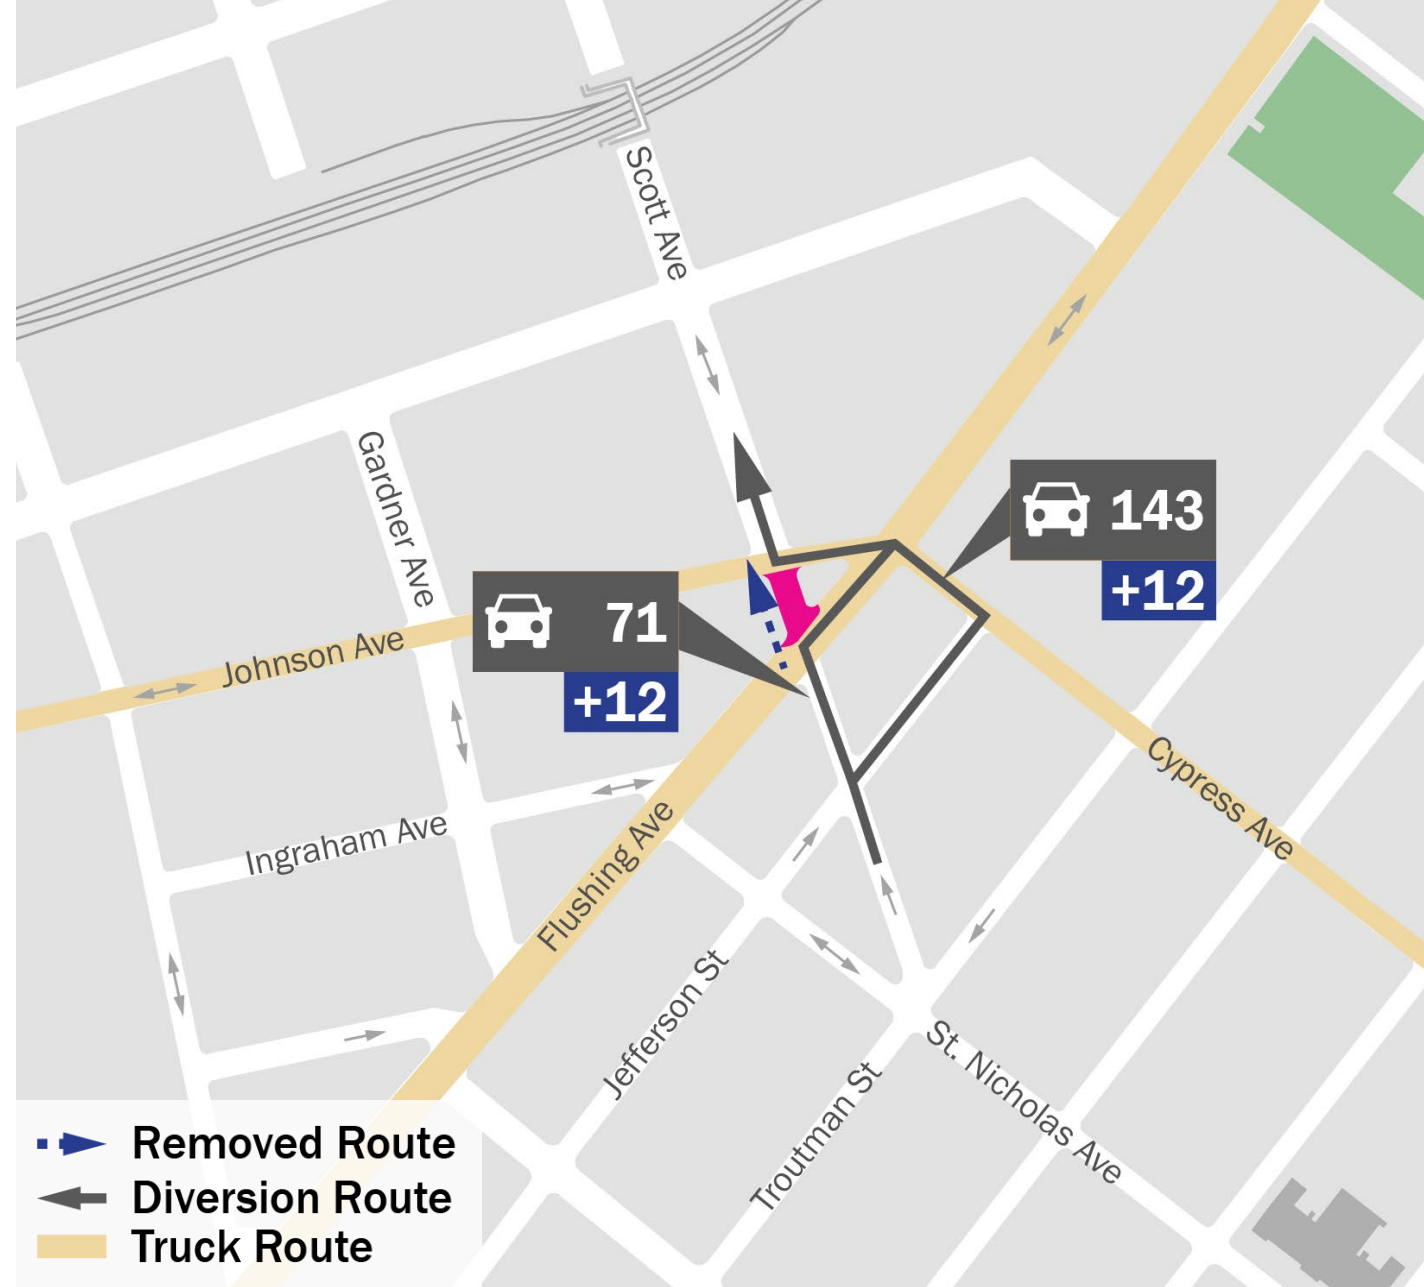 Scott Ave
Gardner Ave
143
+12
71
+12
Johnson Ave
Cypress Ave
Ingraham Ave
Flushing Ave
Jefferson St
St. Nicholas Ave
Troutman St
Removed Route
Diversion Route
Truck Route